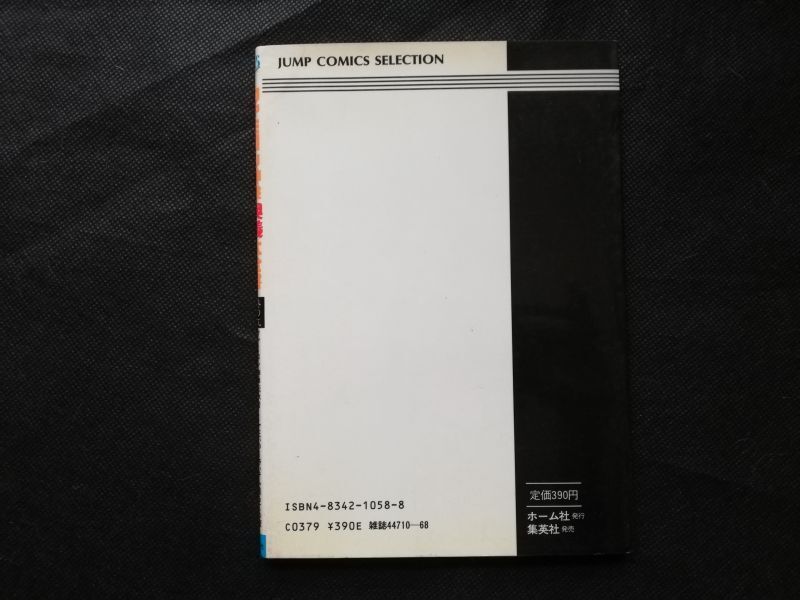 JUMP COMICS SELECTION
定価390円
ホーム社 発行
集英社 発売
ISBN4-8342-1058-8
C0379 ¥390E 雑誌44710-68